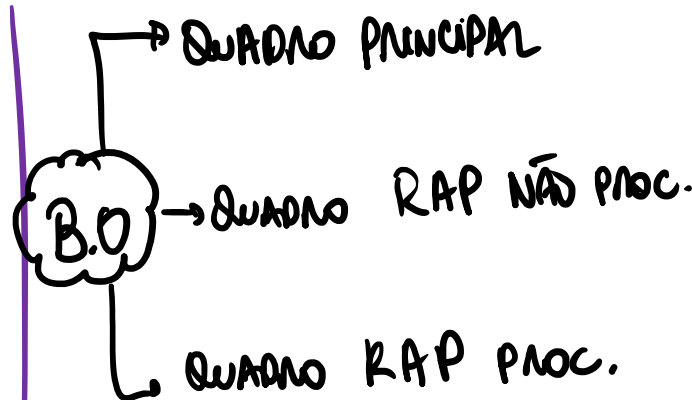 QUADRO PRINCIPAL
B.O
QUADRO RAP NÃO PROC.
QUADRO RAP PROC.